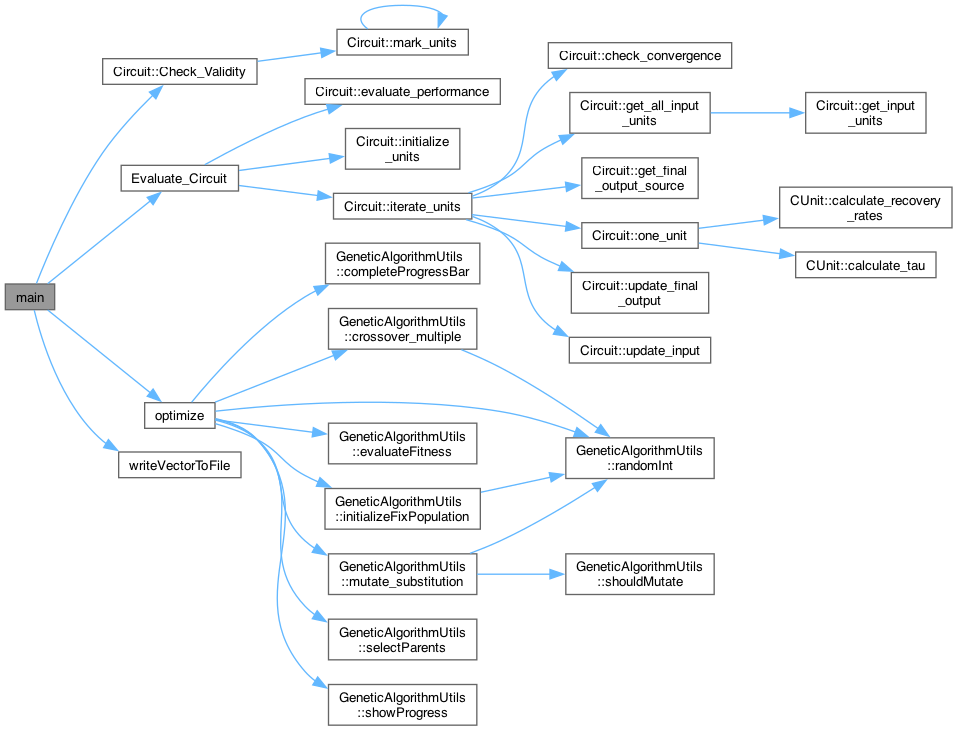 main
Circuit::Check_Validity
Circuit::mark_units
Evaluate_Circuit
Circuit::evaluate_performance
Circuit::initialize
_units
Circuit::iterate_units
Circuit::check_convergence
Circuit::get_all_input
_units
Circuit::get_input
_units
Circuit::get_final
_output_source
Circuit::one_unit
CUnit::calculate_recovery
_rates
CUnit::calculate_tau
Circuit::update_final
_output
Circuit::update_input
optimize
GeneticAlgorithmUtils
::completeProgressBar
GeneticAlgorithmUtils
::crossover_multiple
GeneticAlgorithmUtils
::randomInt
GeneticAlgorithmUtils
::evaluateFitness
GeneticAlgorithmUtils
::initializeFixPopulation
GeneticAlgorithmUtils
::mutate_substitution
GeneticAlgorithmUtils
::shouldMutate
GeneticAlgorithmUtils
::selectParents
GeneticAlgorithmUtils
::showProgress
writeVectorToFile